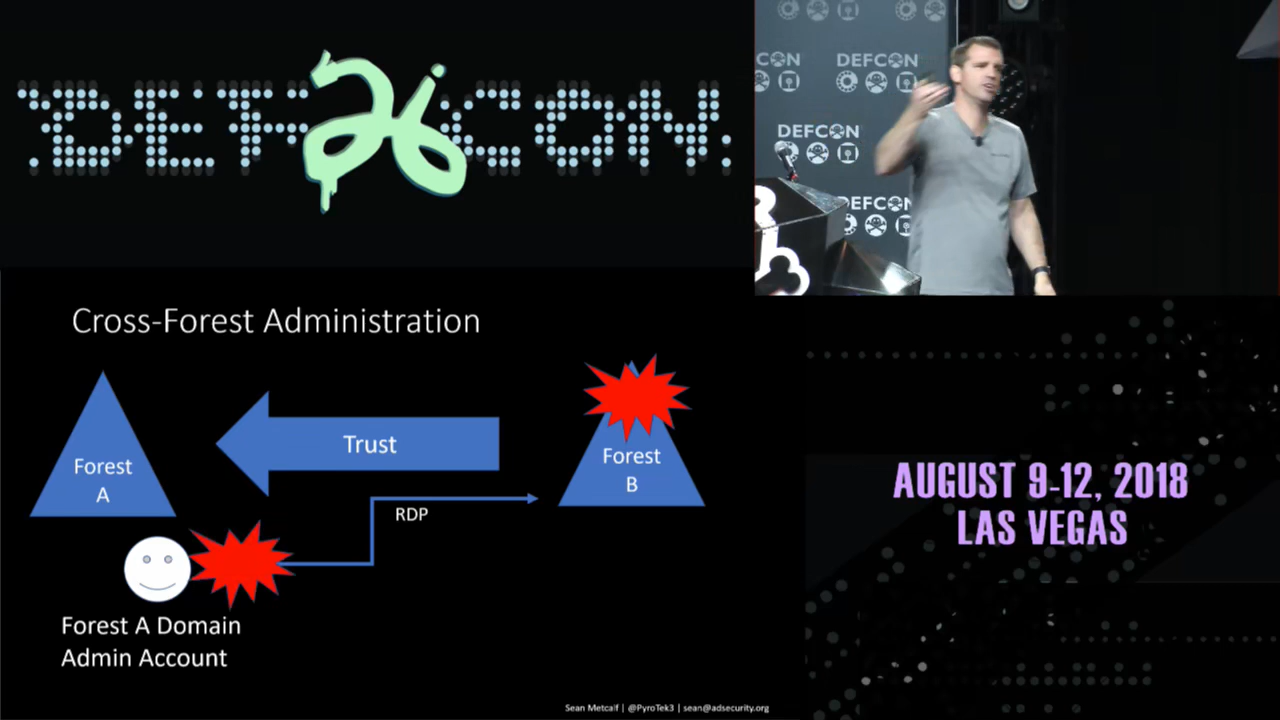 DEFCON
26
CON
DEFCON
DEFCON
DEFCON
Cross-Forest Administration
Trust
Forest
A
Forest
B
RDP
Forest A Domain
Admin Account
AUGUST 9-12, 2018
LAS VEGAS
Sean Metcalf | @PyroTek3 | sean@adsecurity.org